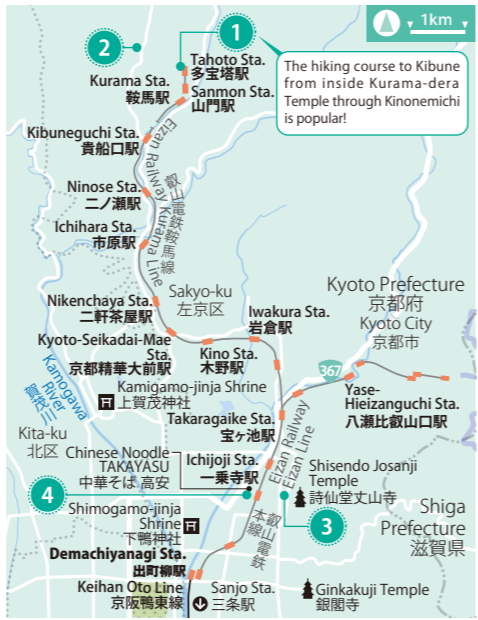 1km
1
2
Tahoto Sta.
多宝塔駅
Kurama Sta.
鞍馬駅
Sanmon Sta.
山門駅
The hiking course to Kibune
from inside Kurama-dera
Temple through Kinonemichi
is popular!
Kibuneguchi Sta.
貴船口駅
Eizan Railway Kurama Line
叡山電鉄鞍馬線
Ninose Sta.
二ノ瀬駅
Ichihara Sta.
市原駅
Nikenchaya Sta.
二軒茶屋駅
Sakyo-ku
左京区
Kyoto Prefecture
京都府
Kyoto City
京都市
Iwakura Sta.
岩倉駅
Kyoto-Seikadai-Mae
Sta.
京都精華大前駅
Kino Sta.
木野駅
367
Kamogawa
River
賀茂川
Kamigamo-jinja Shrine
上賀茂神社
Yase-
Hieizanguchi Sta.
八瀬比叡山口駅
Takaragaike Sta.
宝ヶ池駅
Kita-ku
北区
Chinese Noodle
TAKAYASU
中華そば 高安
Ichijoji Sta.
一乗寺駅
Eizan Railway
Eizan Line
叡山電鉄
本線
Shisendo Josanji
Temple
詩仙堂丈山寺
4
3
Shimogamo-jinja
Shrine
下鴨神社
Shiga
Prefecture
滋賀県
Demachiyanagi Sta.
出町柳駅
Keihan Oto Line
京阪鴨東線
Sanjo Sta.
三条駅
Ginkakuji Temple
銀閣寺